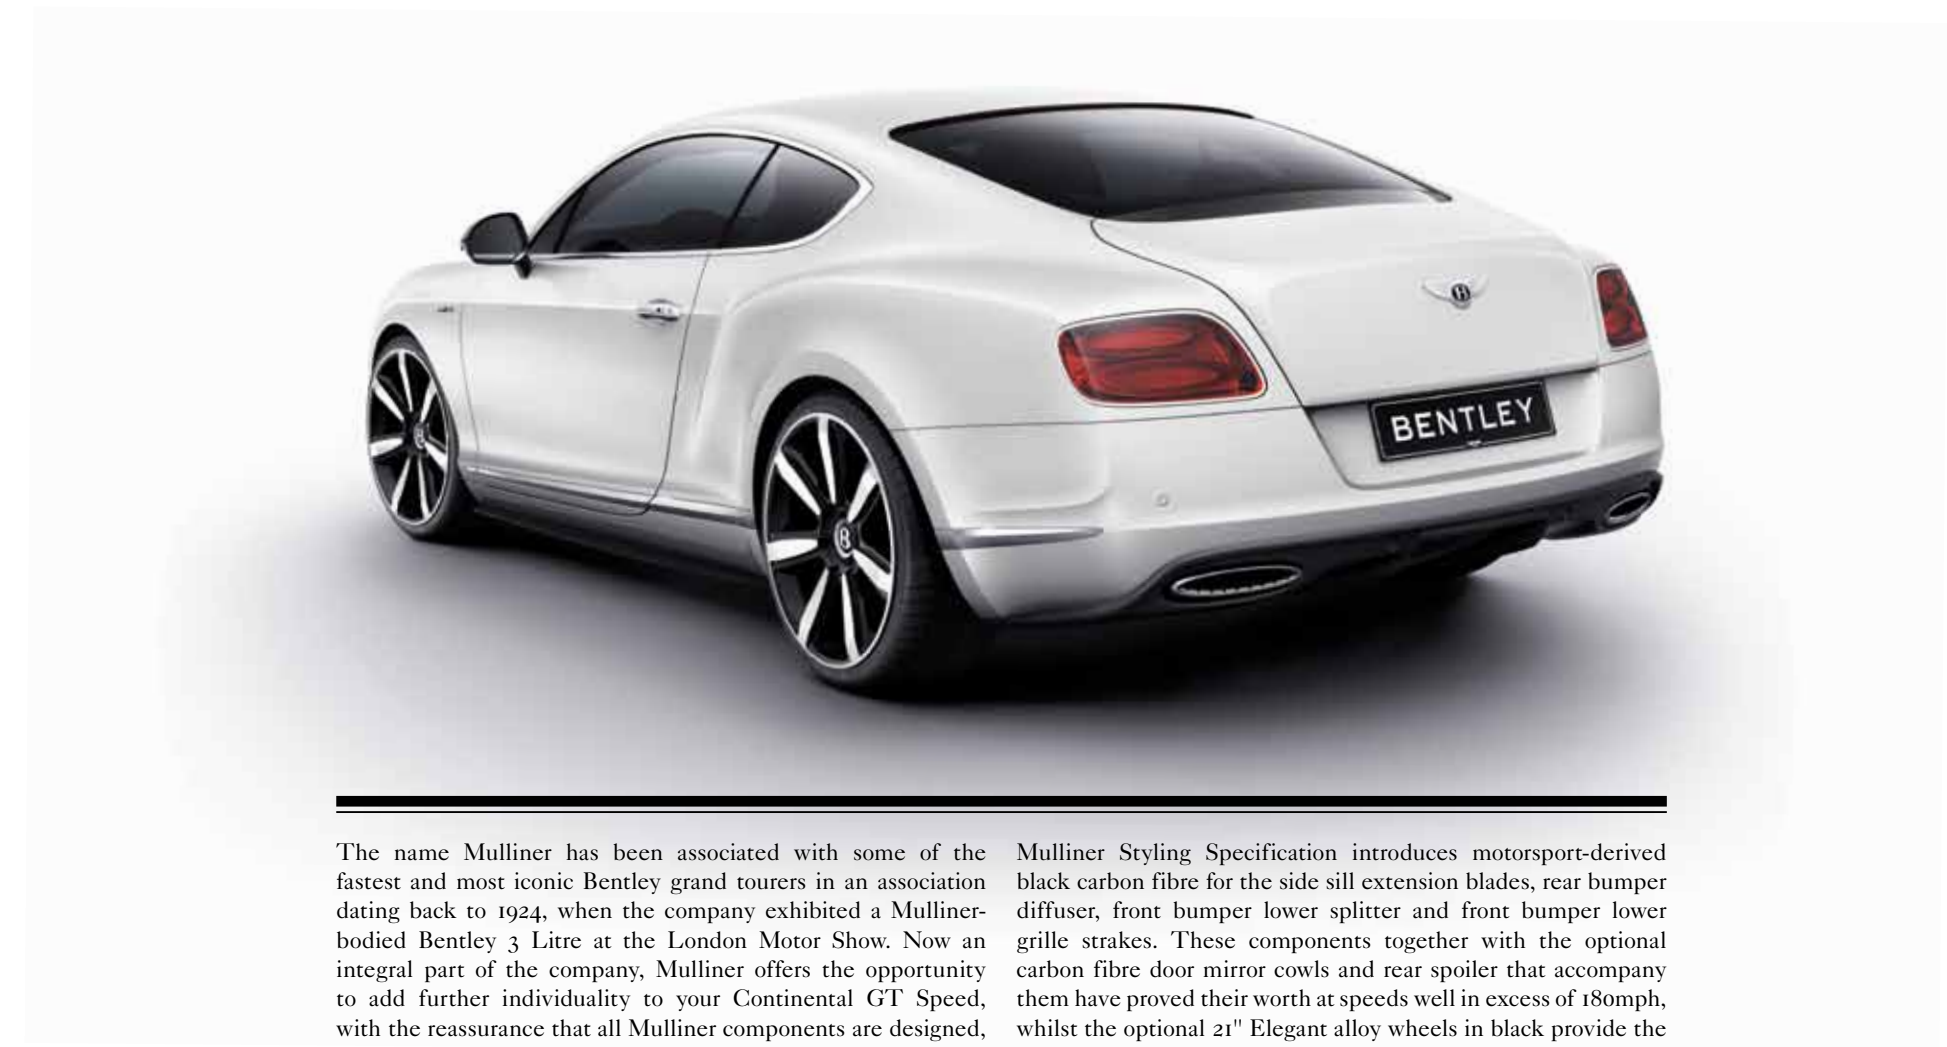 BENTLEY
The name Mulliner has been associated with some of the
fastest and most iconic Bentley grand tourers in an association
dating back to 1924, when the company exhibited a Mulliner-
bodied Bentley 3 Litre at the London Motor Show. Now an
integral part of the company, Mulliner offers the opportunity
to add further individuality to your Continental GT Speed,
with the reassurance that all Mulliner components are designed,
Mulliner Styling Specification introduces motorsport-derived
black carbon fibre for the side sill extension blades, rear bumper
diffuser, front bumper lower splitter and front bumper lower
grille strakes. These components together with the optional
carbon fibre door mirror cowls and rear spoiler that accompany
them have proved their worth at speeds well in excess of 180mph,
whilst the optional 21" Elegant alloy wheels in black provide the